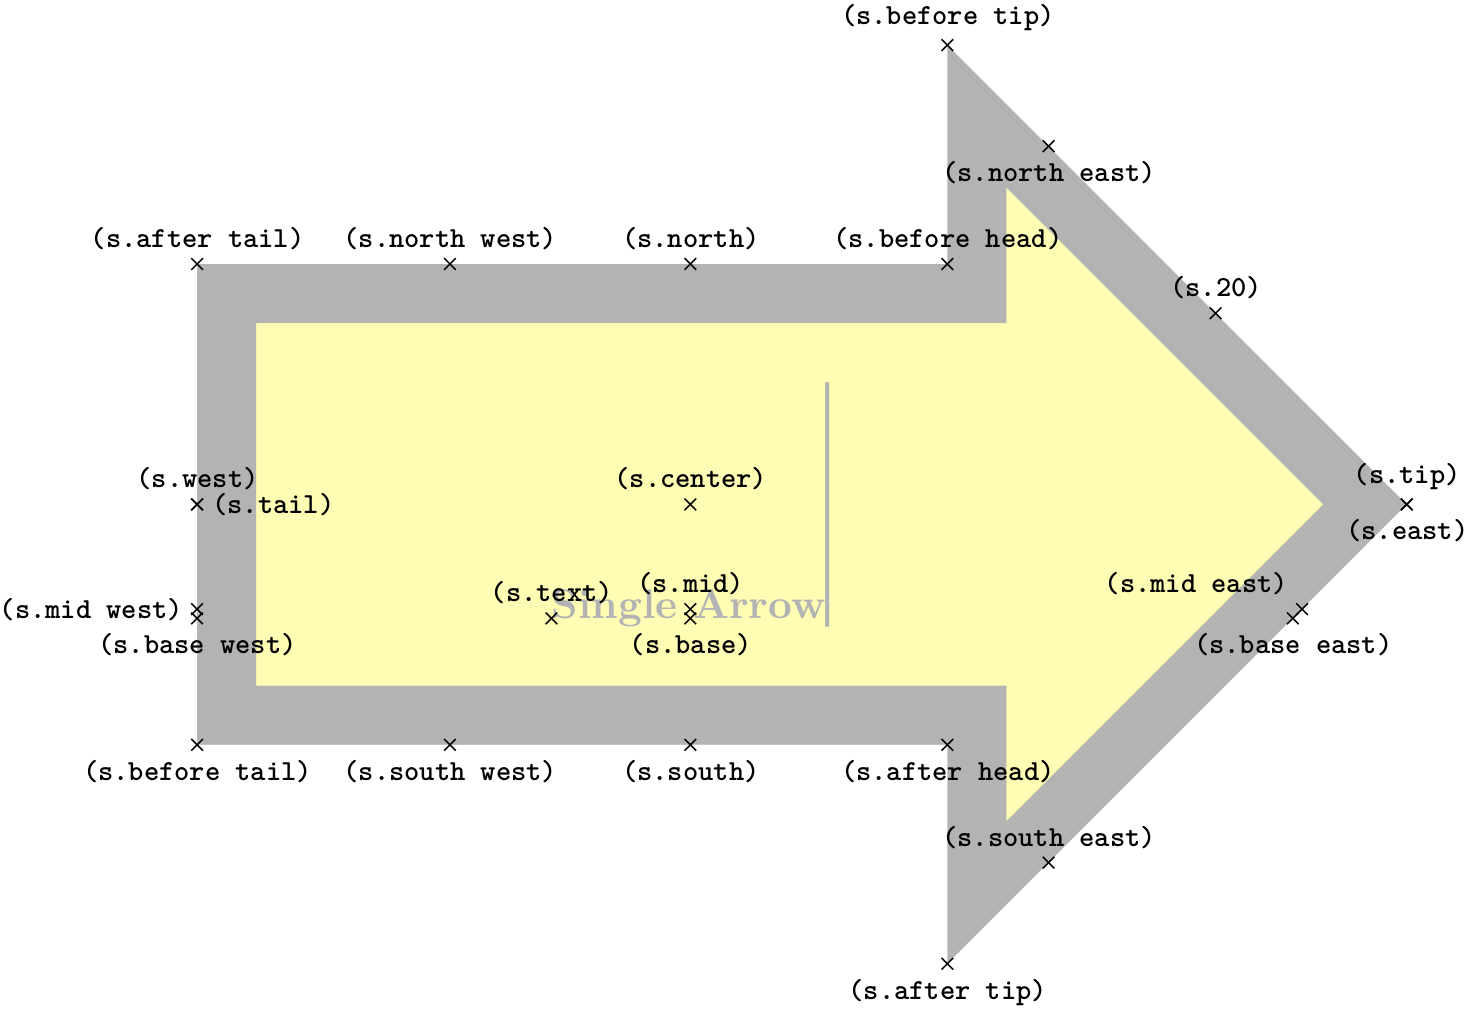 (s.before tip)
(s.north east)
(s.after tail) (s.north west) (s.north) (s.before head)
(s.20)
(s.west) (s.center) (s.tip)
(s.tail)
(s.east)
(s.mid west) (s.text) (s.mid) (s.mid east)
Single Arrow
(s.base west) (s.base) (s.base east)
(s.before tail) (s.south west) (s.south) (s.after head)
(s.south east)
(s.after tip)